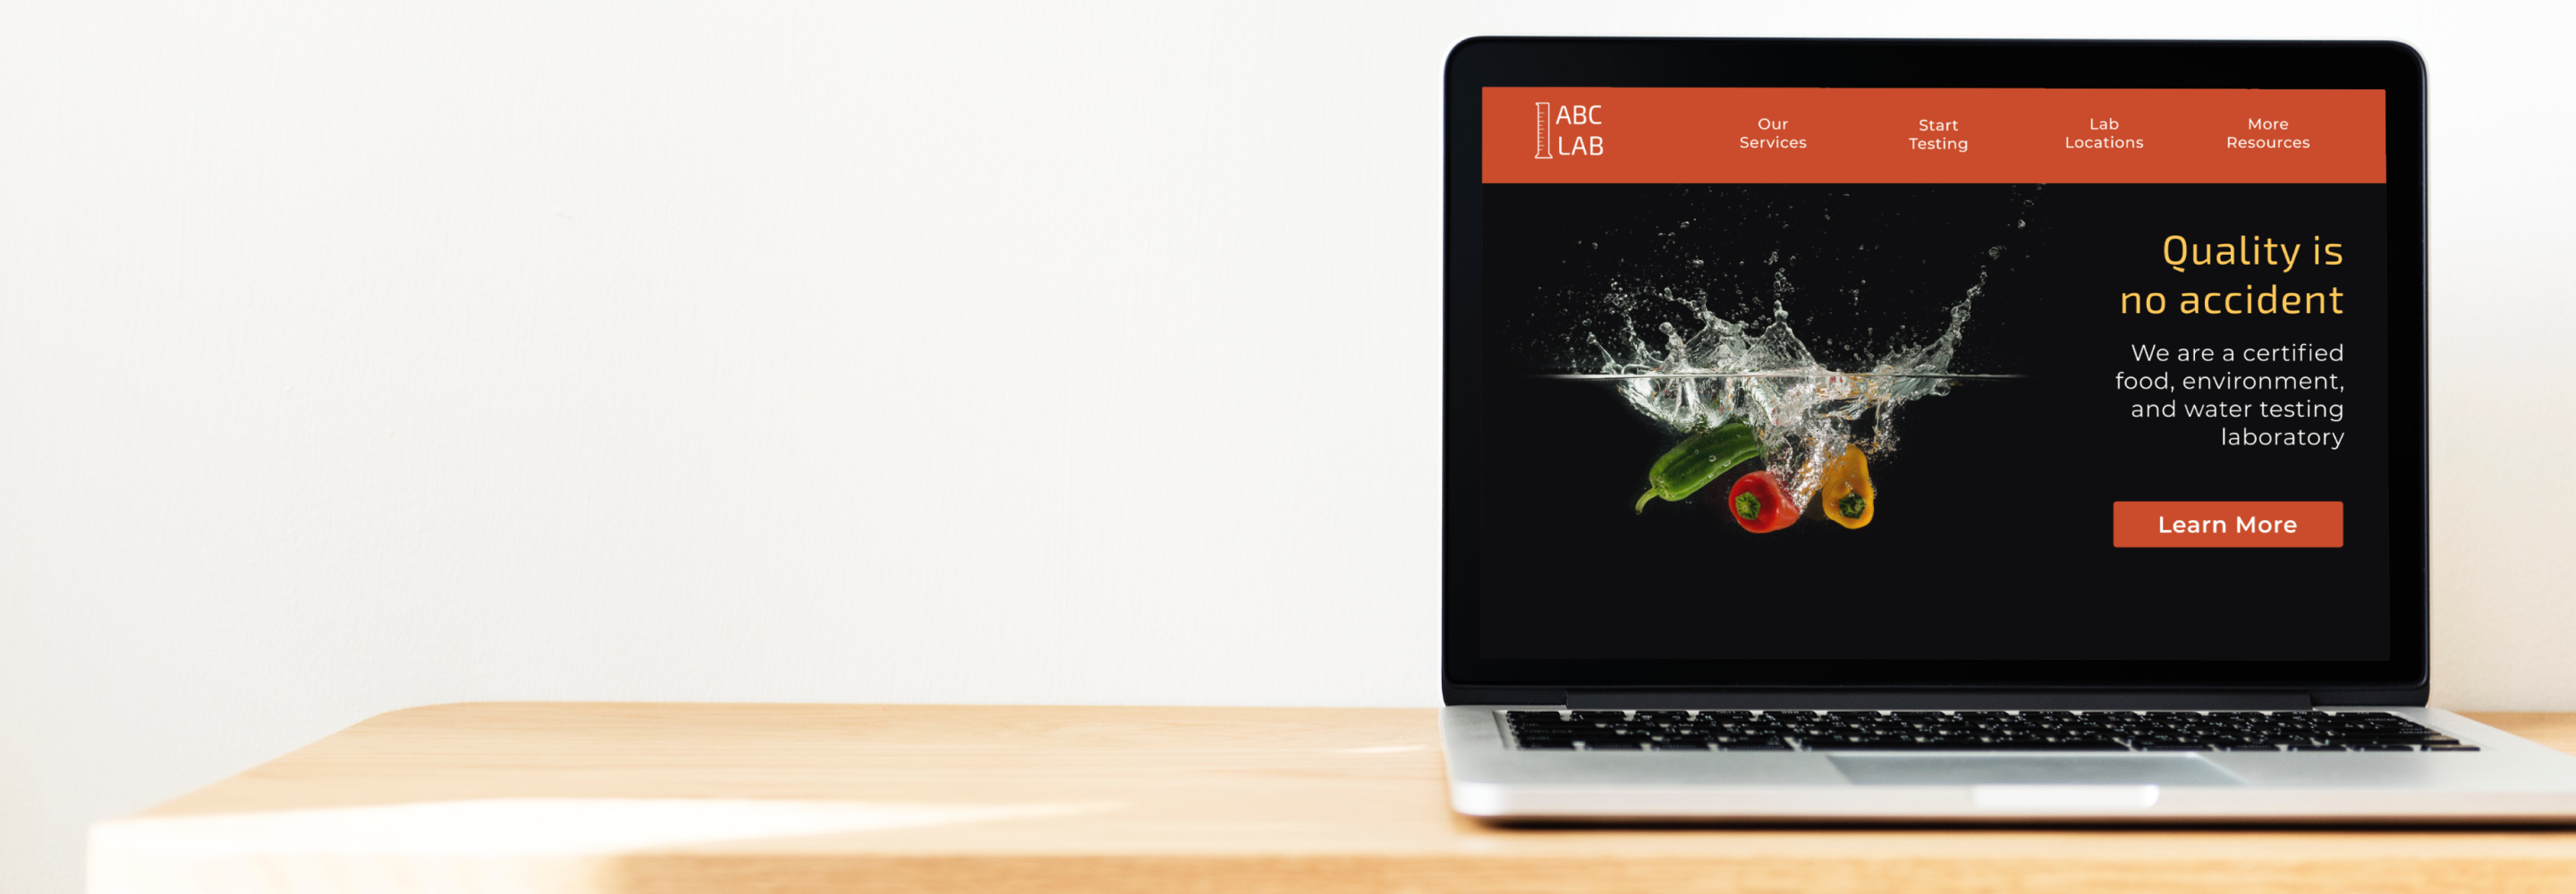 ABC
LAB
Our
Services
Start
Testing
Lab
Locations
More
Resources
Quality is
no accident
We are a certified
food, environment,
and water testing
laboratory
Learn More